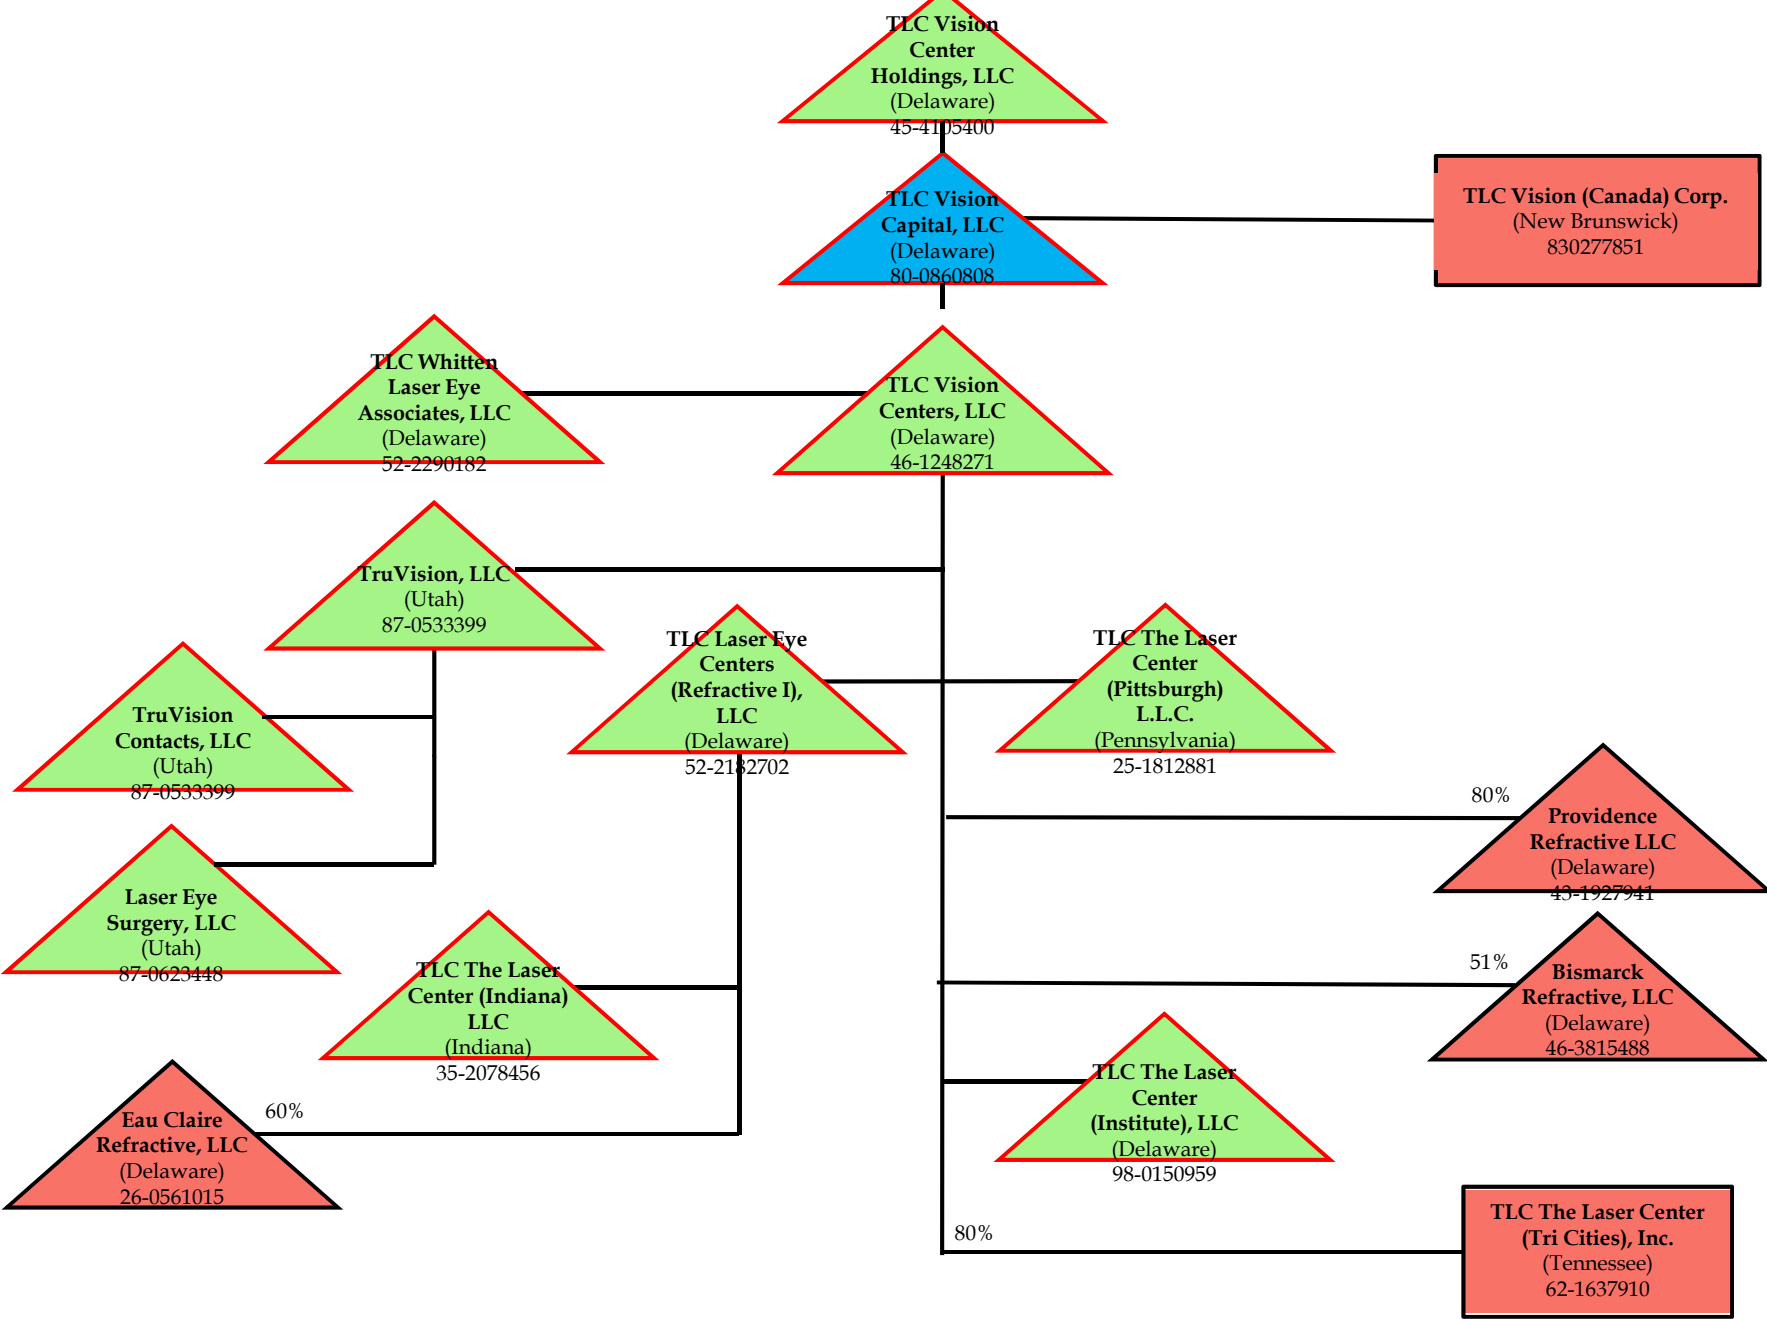 TLC Vision
Center
Holdings, LLC
(Delaware)
45-4105400
TLC Vision
Capital, LLC
(Delaware)
80-0860808
TLC Vision (Canada) Corp.
(New Brunswick)
830277851
TLC Whitten
Laser Eye
Associates, LLC
(Delaware)
52-2290182
TLC Vision
Centers, LLC
(Delaware)
46-1248271
TruVision, LLC
(Utah)
87-0533399
TLC Laser Eye
Centers
(Refractive I),
LLC
(Delaware)
52-2182702
TLC The Laser
Center
(Pittsburgh)
L.L.C.
(Pennsylvania)
25-1812881
TruVision
Contacts, LLC
(Utah)
87-0533399
80%
Providence
Refractive LLC
(Delaware)
43-1927941
Laser Eye
Surgery, LLC
(Utah)
87-0623448
TLC The Laser
Center (Indiana)
LLC
(Indiana)
35-2078456
51%
Bismarck
Refractive, LLC
(Delaware)
46-3815488
TLC The Laser
Center
(Institute), LLC
(Delaware)
98-0150959
Eau Claire
Refractive, LLC
(Delaware)
26-0561015
60%
80%
TLC The Laser Center
(Tri Cities), Inc.
(Tennessee)
62-1637910